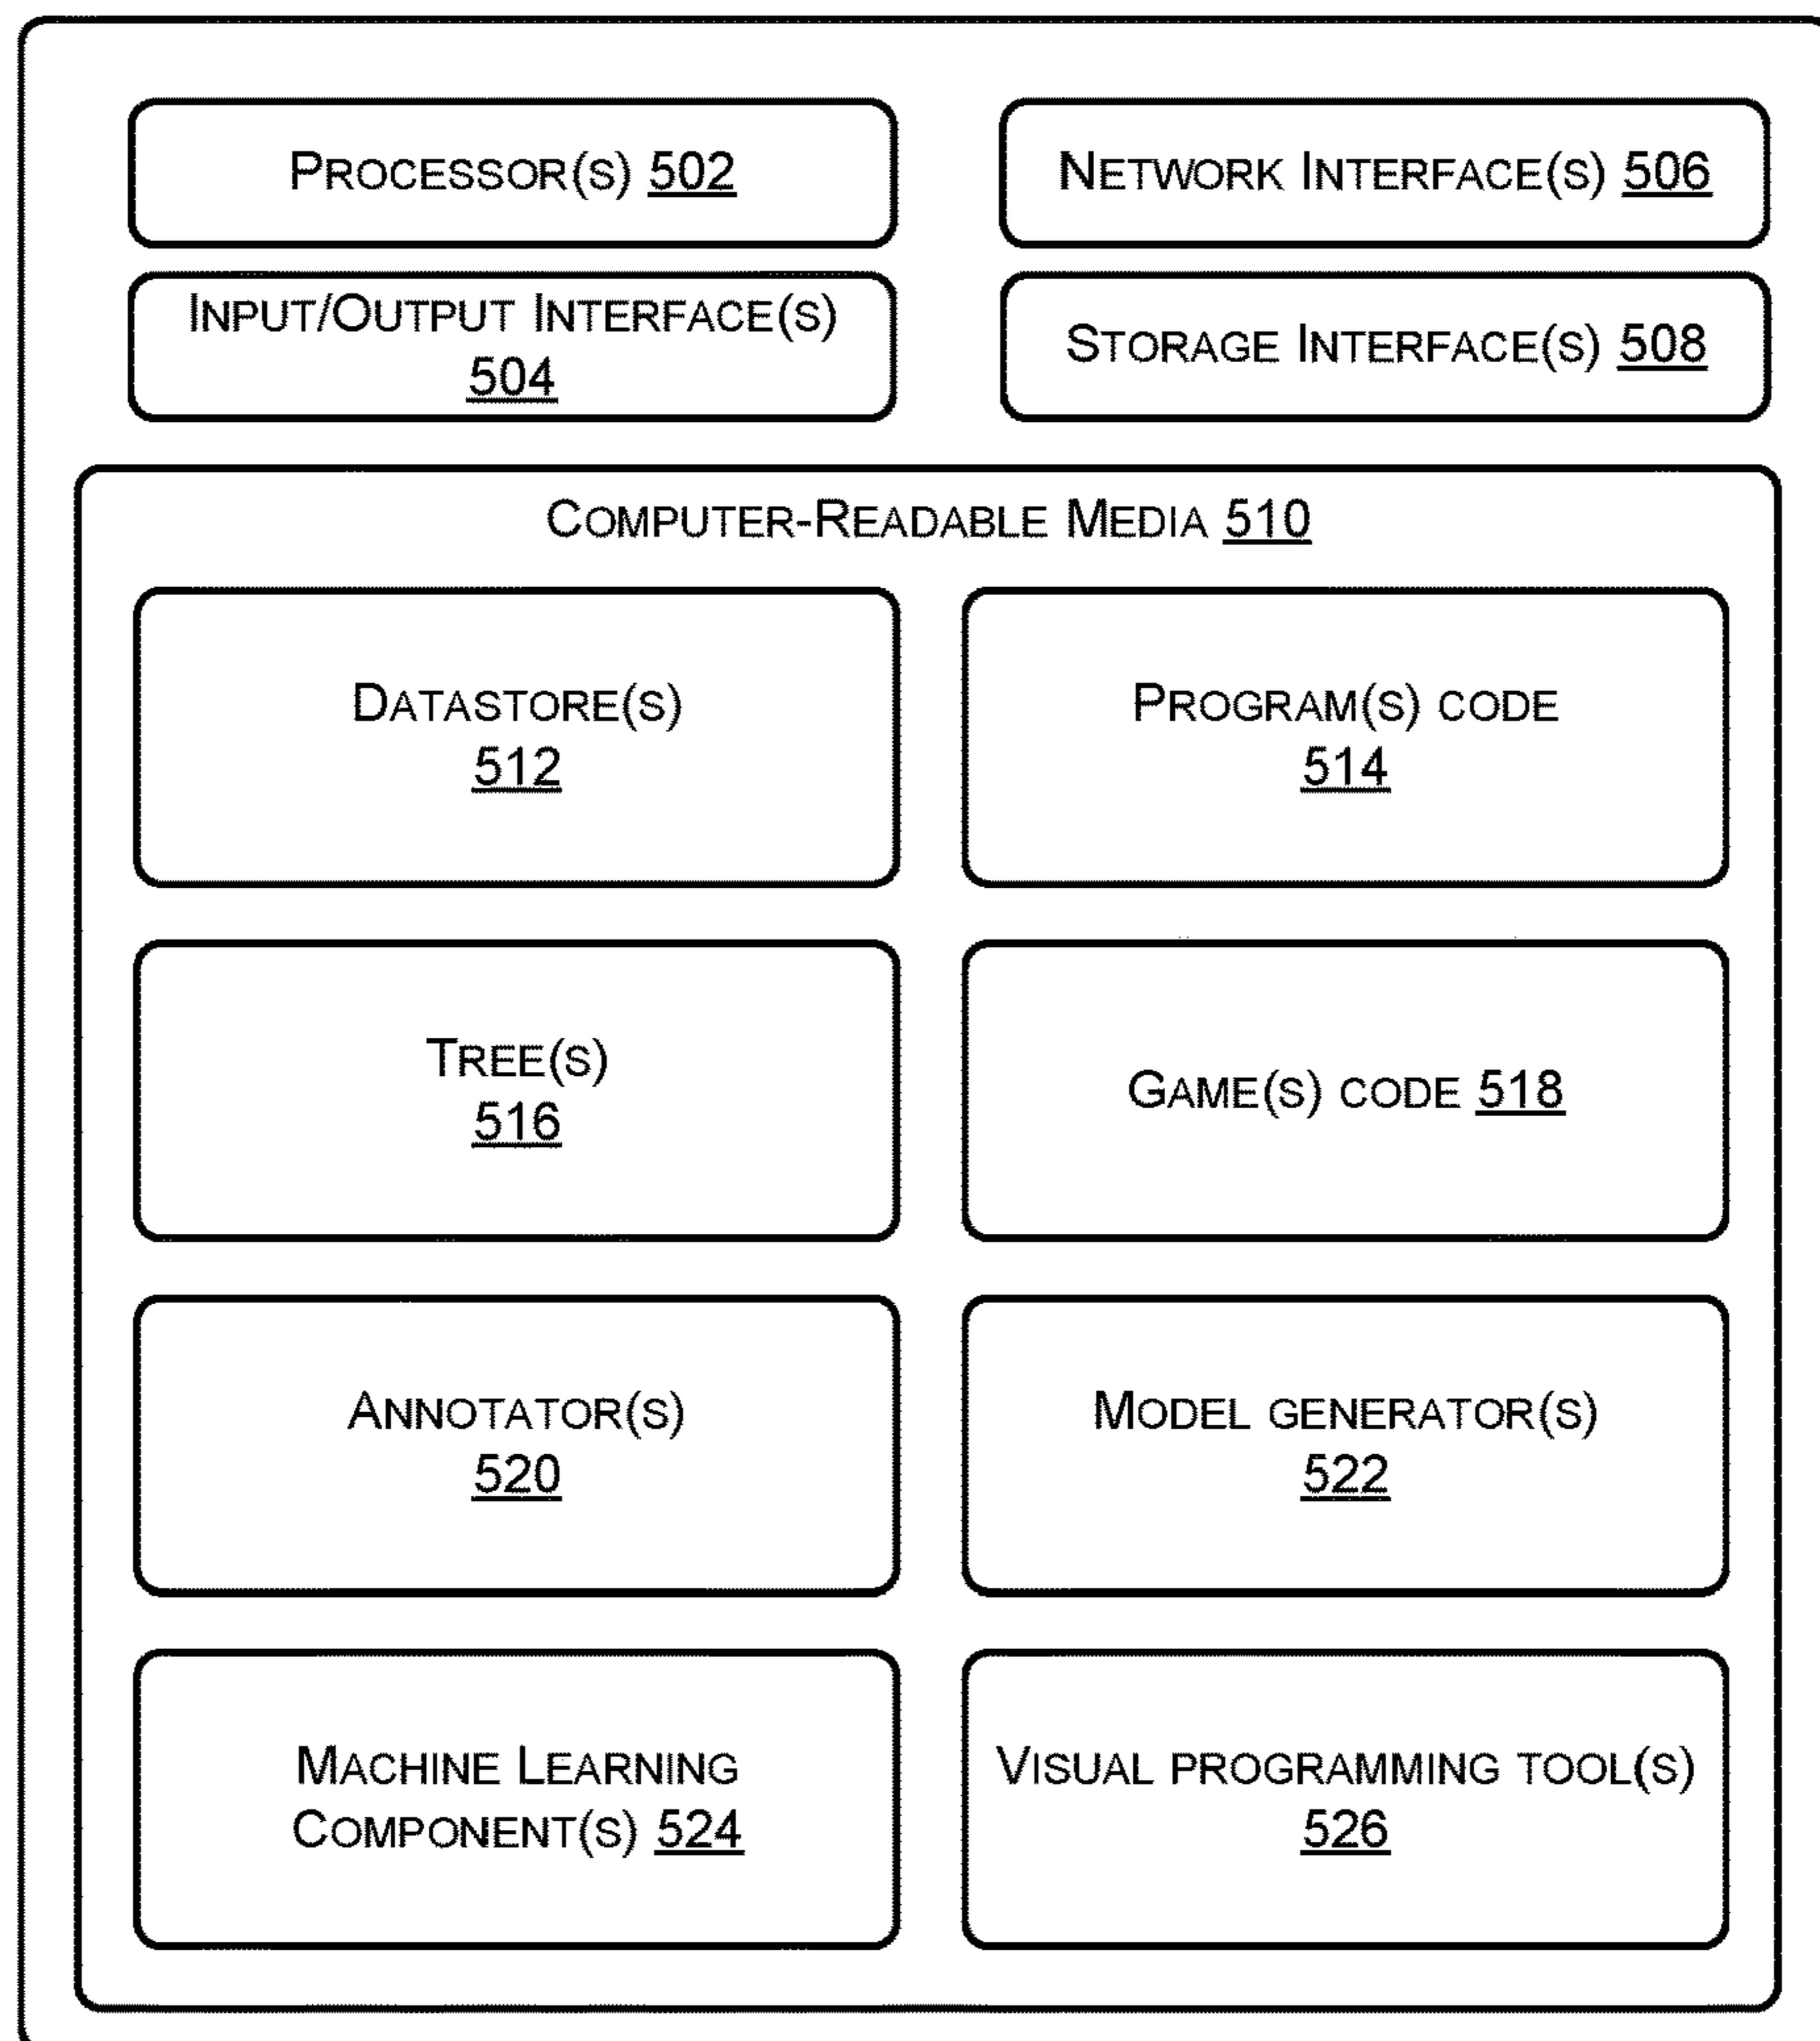 PROCESSOR(S) 502
NETWORK INTERFACE(S) 506
INPUT/OUTPUT INTERFACE(S)
504
STORAGE INTERFACE(S) 508
COMPUTER-READABLE MEDIA 510
DATASTORE(S)
512
PROGRAM(S) CODE
514
TREE(S)
516
GAME(S) CODE 518
ANNOTATOR(S)
520
MODEL GENERATOR(S)
522
MACHINE LEARNING
COMPONENT(S) 524
VISUAL PROGRAMMING TOOL(S)
526